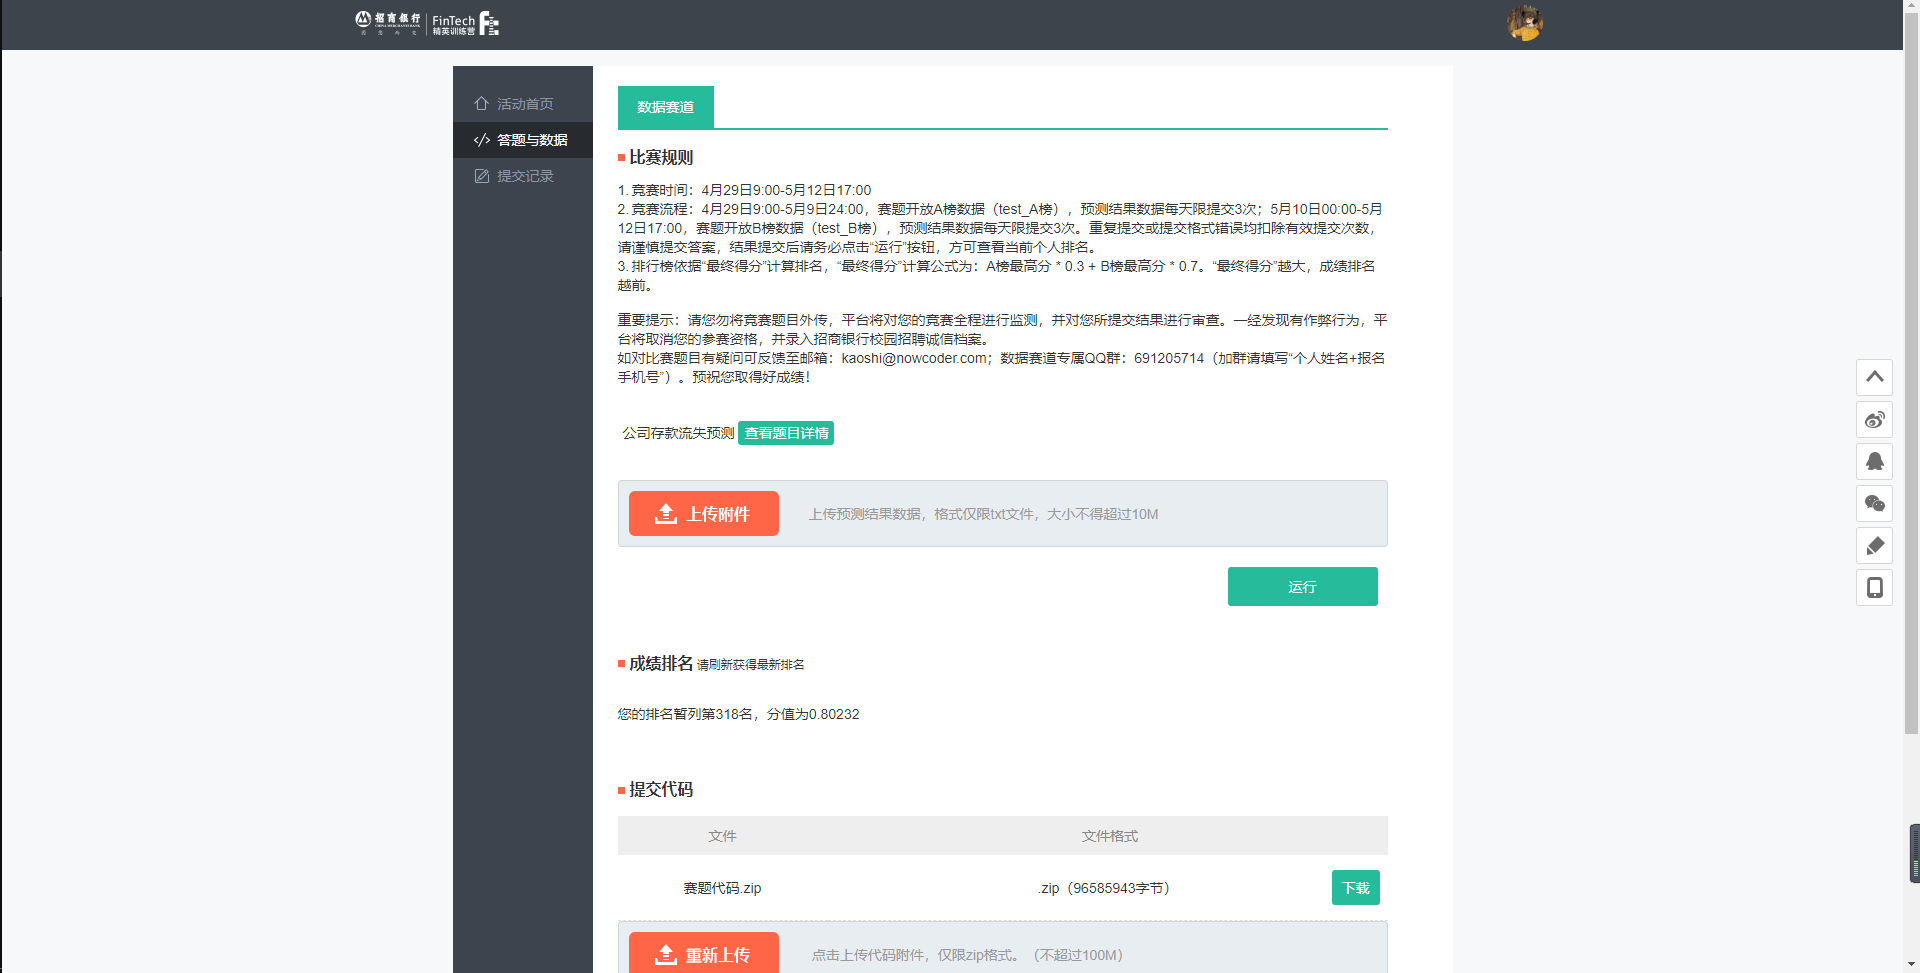 招商银行
FinTech
精英训练营
活动首页
答题与数据
提交记录
数据赛道
比赛规则
1. 竞赛时间：4月29日9:00-5月12日17:00
2. 竞赛流程：4月29日9:00-5月9日24:00，赛题开放A榜数据（test_A榜），预测结果数据每天限提交3次；5月10日00:00-5月
12日17:00，赛题开放B榜数据（test_B榜），预测结果数据每天限提交3次。重复提交或提交格式错误均扣除有效提交次数，
请谨慎提交答案，结果提交后请务必点击“运行”按钮，方可查看当前个人排名。
3. 排行榜依据“最终得分”计算排名，“最终得分”计算公式为：A榜最高分 * 0.3 + B榜最高分 * 0.7。“最终得分”越大，成绩排名
越前。
重要提示：请您勿将竞赛题目外传，平台将对您的竞赛全程进行监测，并对您所提交结果进行审查。一经发现有作弊行为，平
台将取消您的参赛资格，并录入招商银行校园招聘诚信档案。
如对比赛题目有疑问可反馈至邮箱：kaoshi@nowcoder.com；数据赛道专属QQ群：691205714（加群请填写“个人姓名+报名
手机号”）。预祝您取得好成绩！
公司存款流失预测 查看题目详情
上传附件 上传预测结果数据，格式仅限txt文件，大小不得超过10M
运行
成绩排名 请刷新获得最新排名
您的排名暂列第318名，分值为0.80232
提交代码
文件 文件格式
赛题代码.zip .zip（96585943字节） 下载
重新上传 点击上传代码附件，仅限zip格式。（不超过100M）